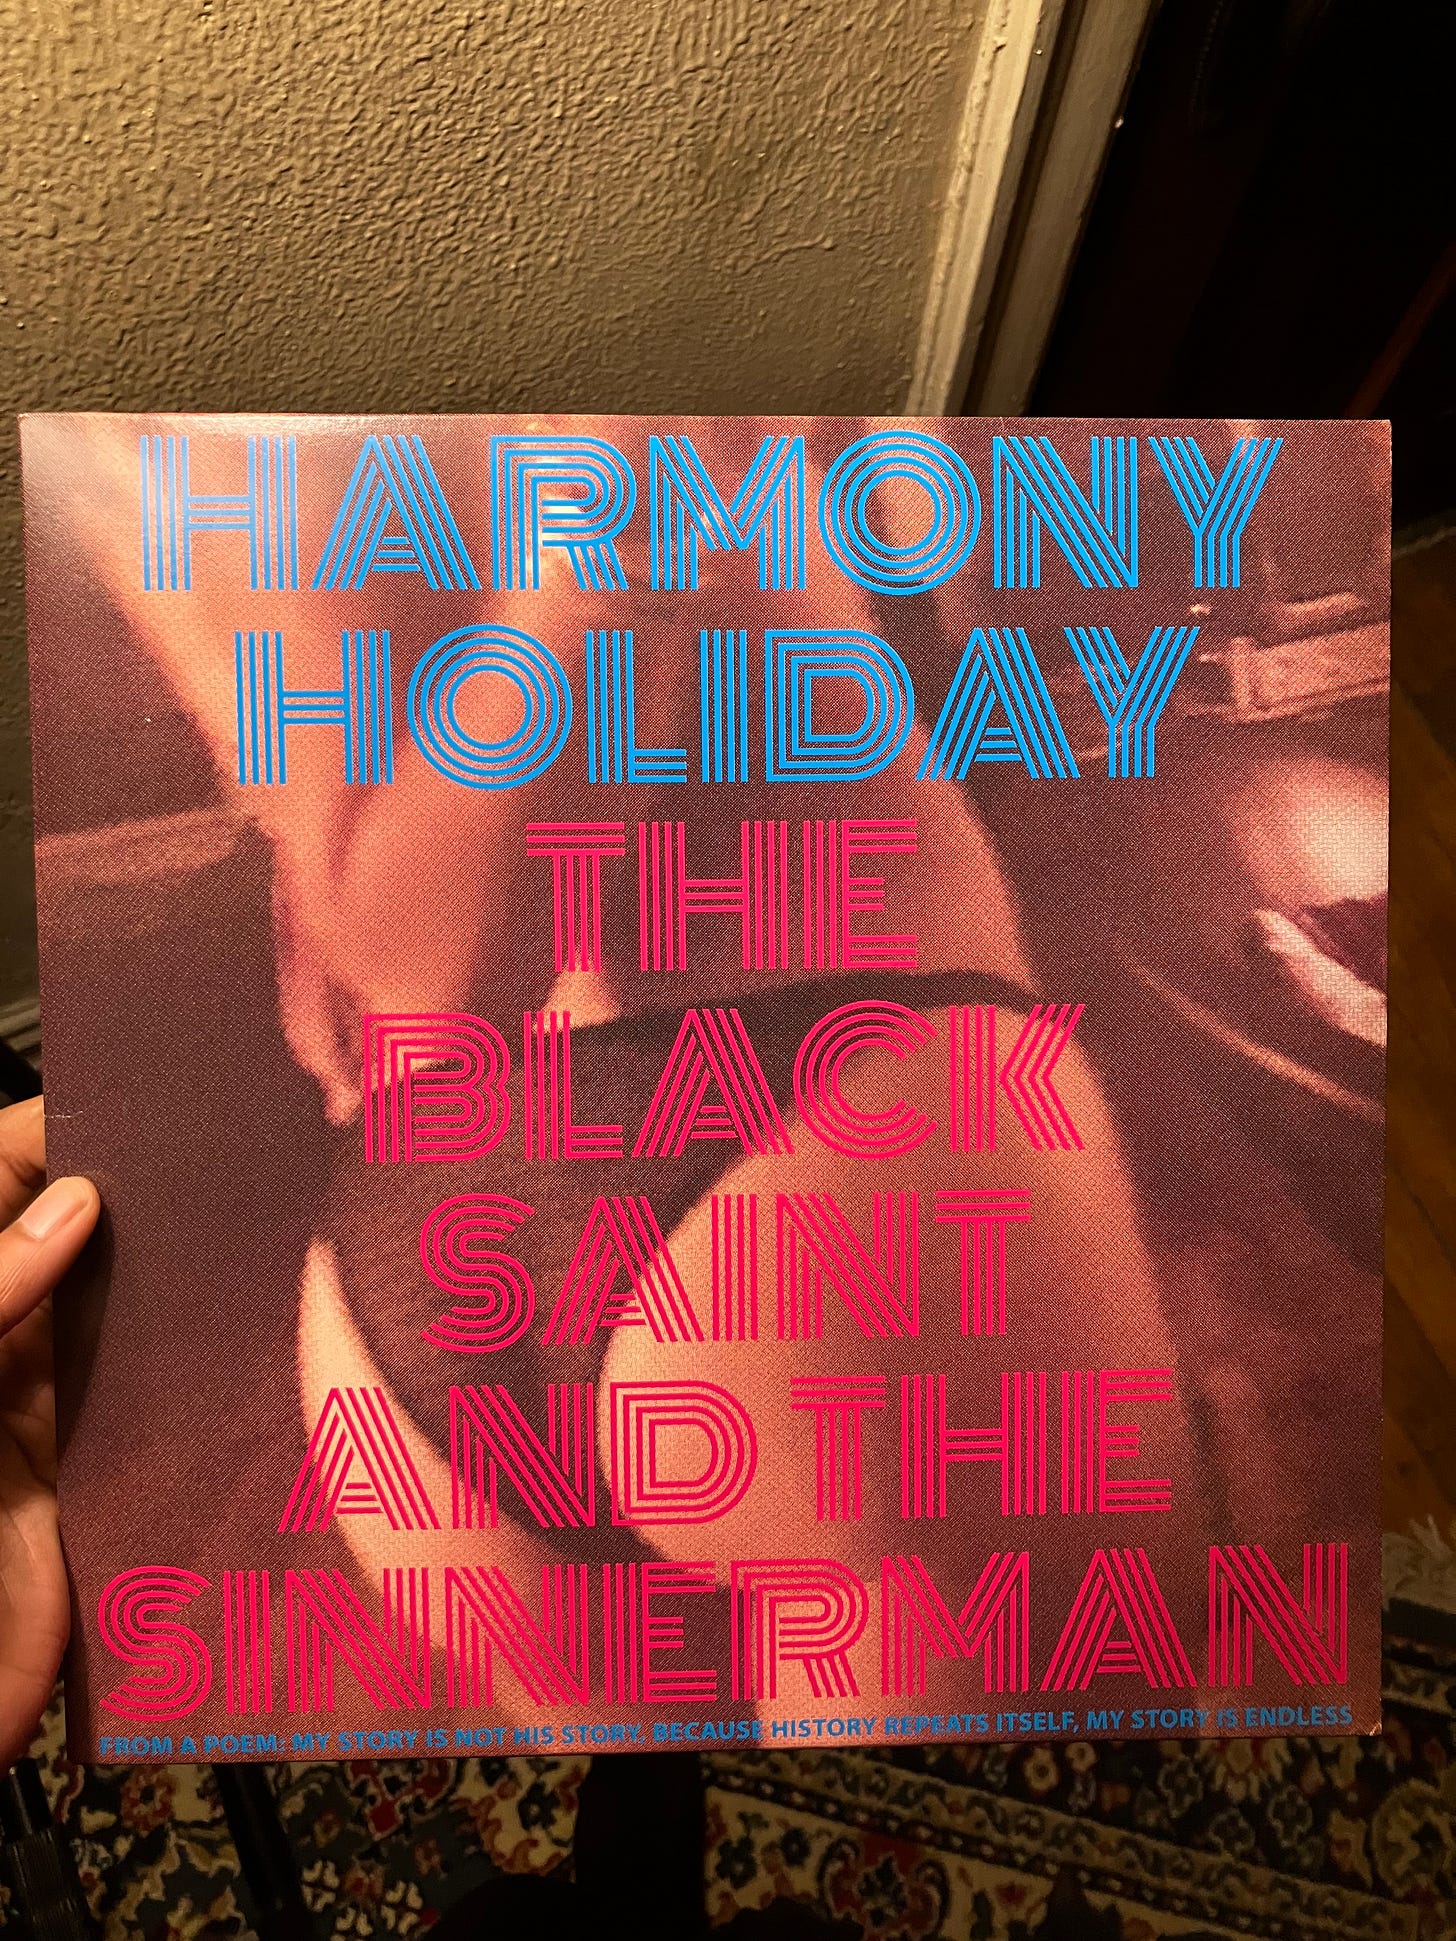 HARMONY
HOLIDAY
THE
BLACK
SAINT
AND THE
SINNERMAN
FROM A POEM: MY STORY IS NOT HIS STORY, BECAUSE HISTORY REPEATS ITSELF, MY STORY IS ENDLESS